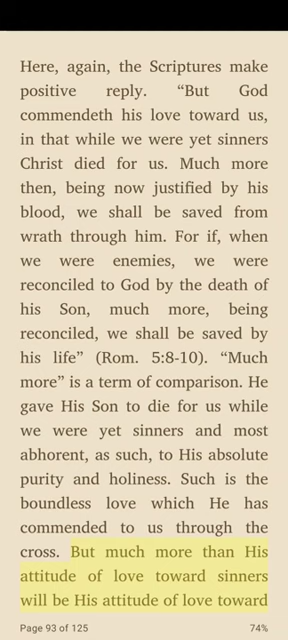 Here, again, the Scriptures make
positive reply. “But God
commendeth his love toward us,
in that while we were yet sinners
Christ died for us. Much more
then, being now justified by his
blood, we shall be saved from
wrath through him. For if, when
we were enemies, we were
reconciled to God by the death of
his Son, much more, being
reconciled, we shall be saved by
his life” (Rom. 5:8-10). “Much
more” is a term of comparison. He
gave His Son to die for us while
we were yet sinners and most
abhorent, as such, to His absolute
purity and holiness. Such is the
boundless love which He has
commended to us through the
cross. But much more than His
attitude of love toward sinners
will be His attitude of love toward
Page 93 of 125 74%